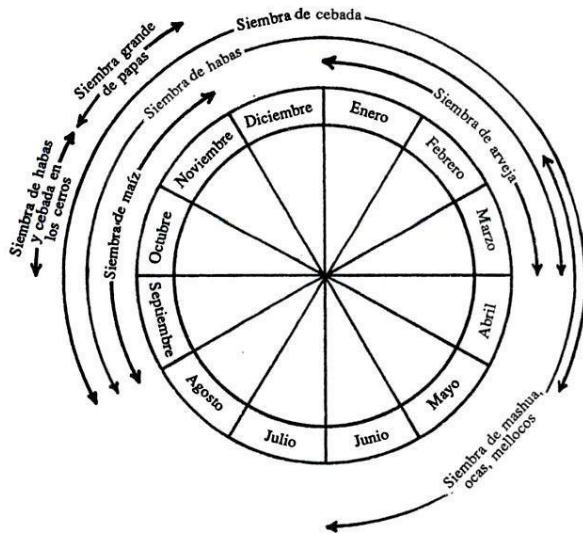 Siembra de cebada
Siembra grande
de papas
Siembra de habas
Siembra de arveja
Siembra de habas
y cebada en
los cerros
Siembra de maíz
Enero
Febrero
Marzo
Abril
Mayo
Junio
Julio
Agosto
Septiembre
Octubre
Noviembre
Diciembre
Siembra de mashua,
ocas, mellocos